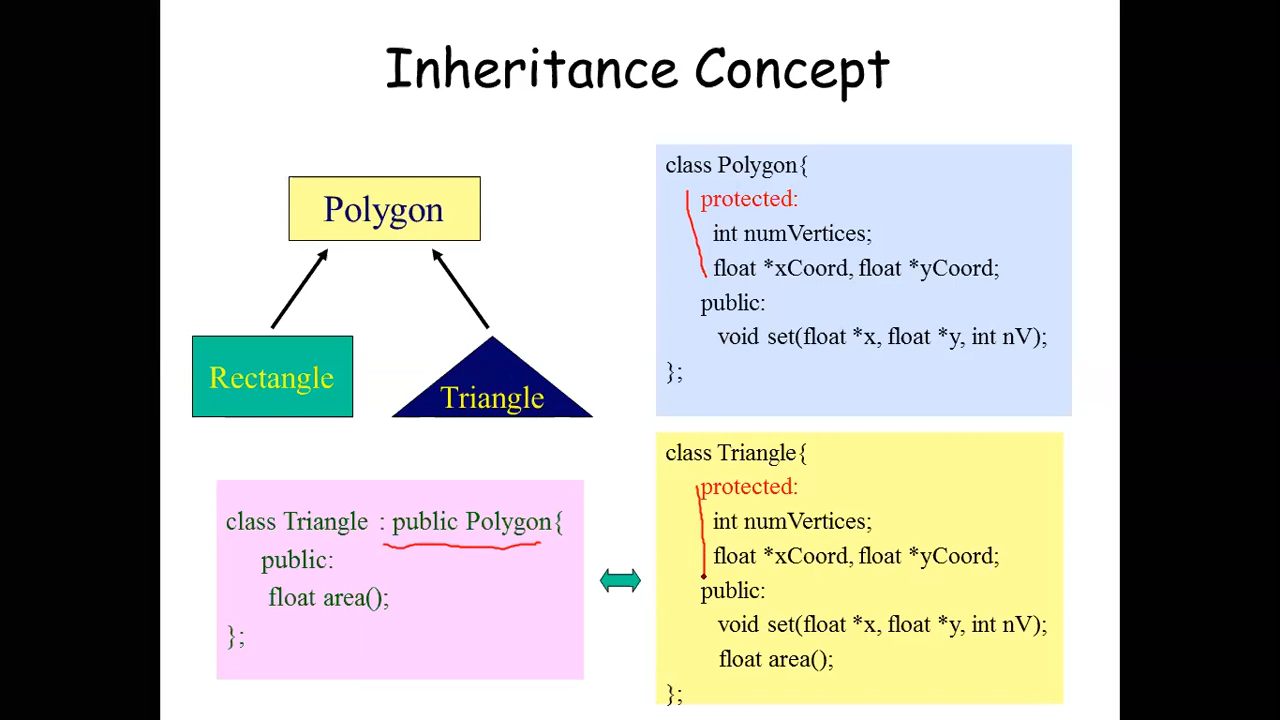 Inheritance Concept
Polygon
Rectangle
Triangle
class Polygon{
protected:
int numVertices;
float *xCoord, float *yCoord;
public:
void set(float *x, float *y, int nV);
};
class Triangle : public Polygon{
public:
float area();
};
class Triangle{
protected:
int numVertices;
float *xCoord, float *yCoord;
public:
void set(float *x, float *y, int nV);
float area();
};